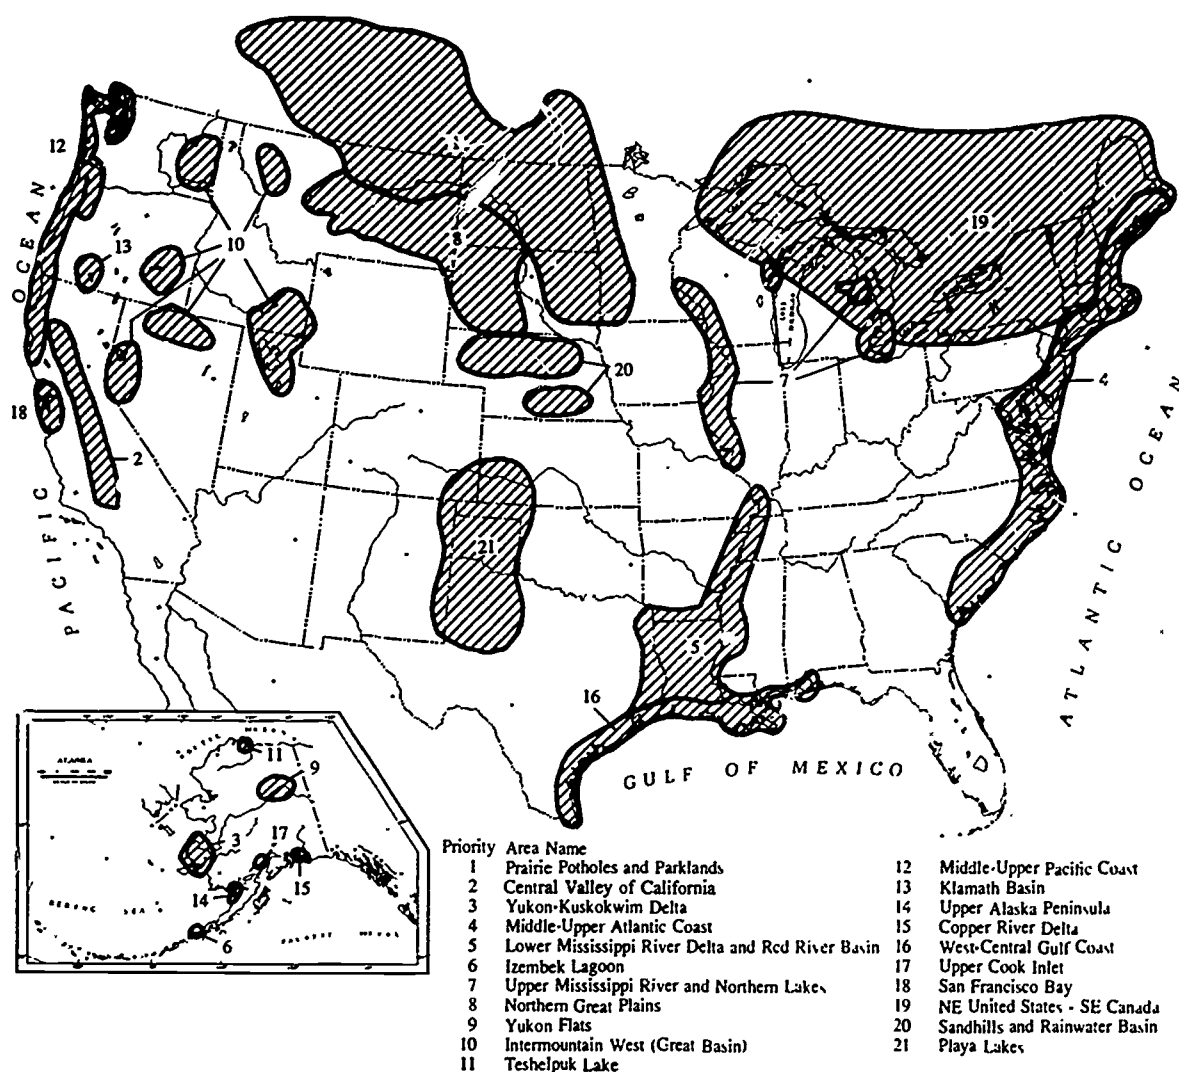 1
12
19
10
13
8
20
7
4
18
2
21
5
16
PACIFIC OCEAN
ATLANTIC OCEAN
GULF OF MEXICO
ALASKA
11
9
3
17
14
15
6
BERING SEA
Priority Area Name
1 Prairie Potholes and Parklands
2 Central Valley of California
3 Yukon-Kuskokwim Delta
4 Middle-Upper Atlantic Coast
5 Lower Mississippi River Delta and Red River Basin
6 Izembek Lagoon
7 Upper Mississippi River and Northern Lakes
8 Northern Great Plains
9 Yukon Flats
10 Intermountain West (Great Basin)
11 Teshelpuk Lake
12 Middle-Upper Pacific Coast
13 Klamath Basin
14 Upper Alaska Peninsula
15 Copper River Delta
16 West-Central Gulf Coast
17 Upper Cook Inlet
18 San Francisco Bay
19 NE United States - SE Canada
20 Sandhills and Rainwater Basin
21 Playa Lakes